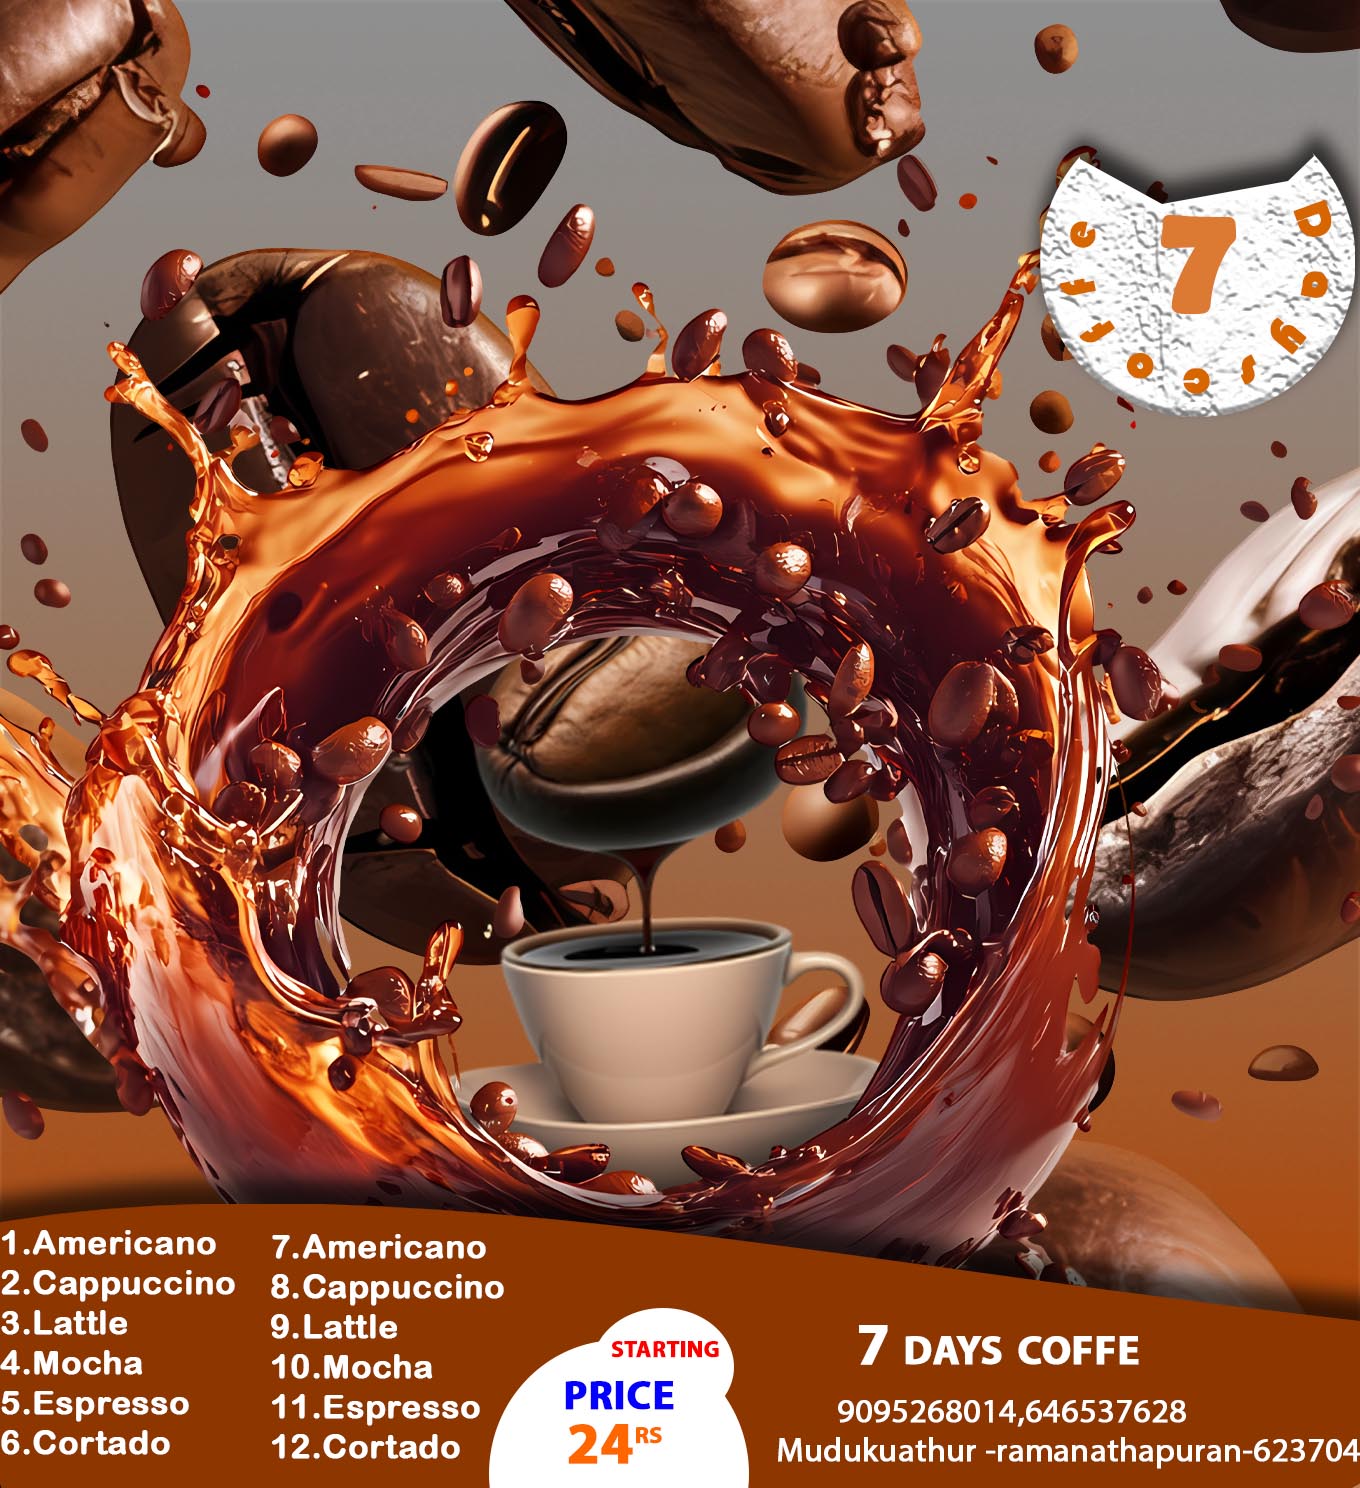 7
Days coffe
1.Americano
2.Cappuccino
3.Lattle
4.Mocha
5.Espresso
6.Cortado
7.Americano
8.Cappuccino
9.Lattle
10.Mocha
11.Espresso
12.Cortado
STARTING
PRICE
24RS
7 DAYS COFFE
9095268014,646537628
Mudukuathur -ramanathapuran-623704